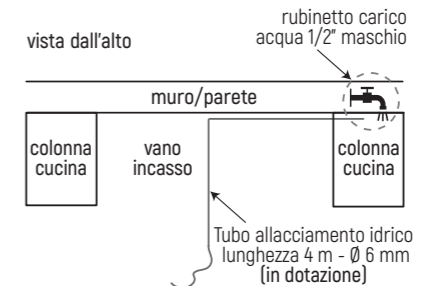 vista dall'alto
rubinetto carico
acqua 1/2" maschio
muro/parete
colonna
cucina
vano
incasso
colonna
cucina
Tubo allacciamento idrico
lunghezza 4 m - Ø 6 mm
(in dotazione)